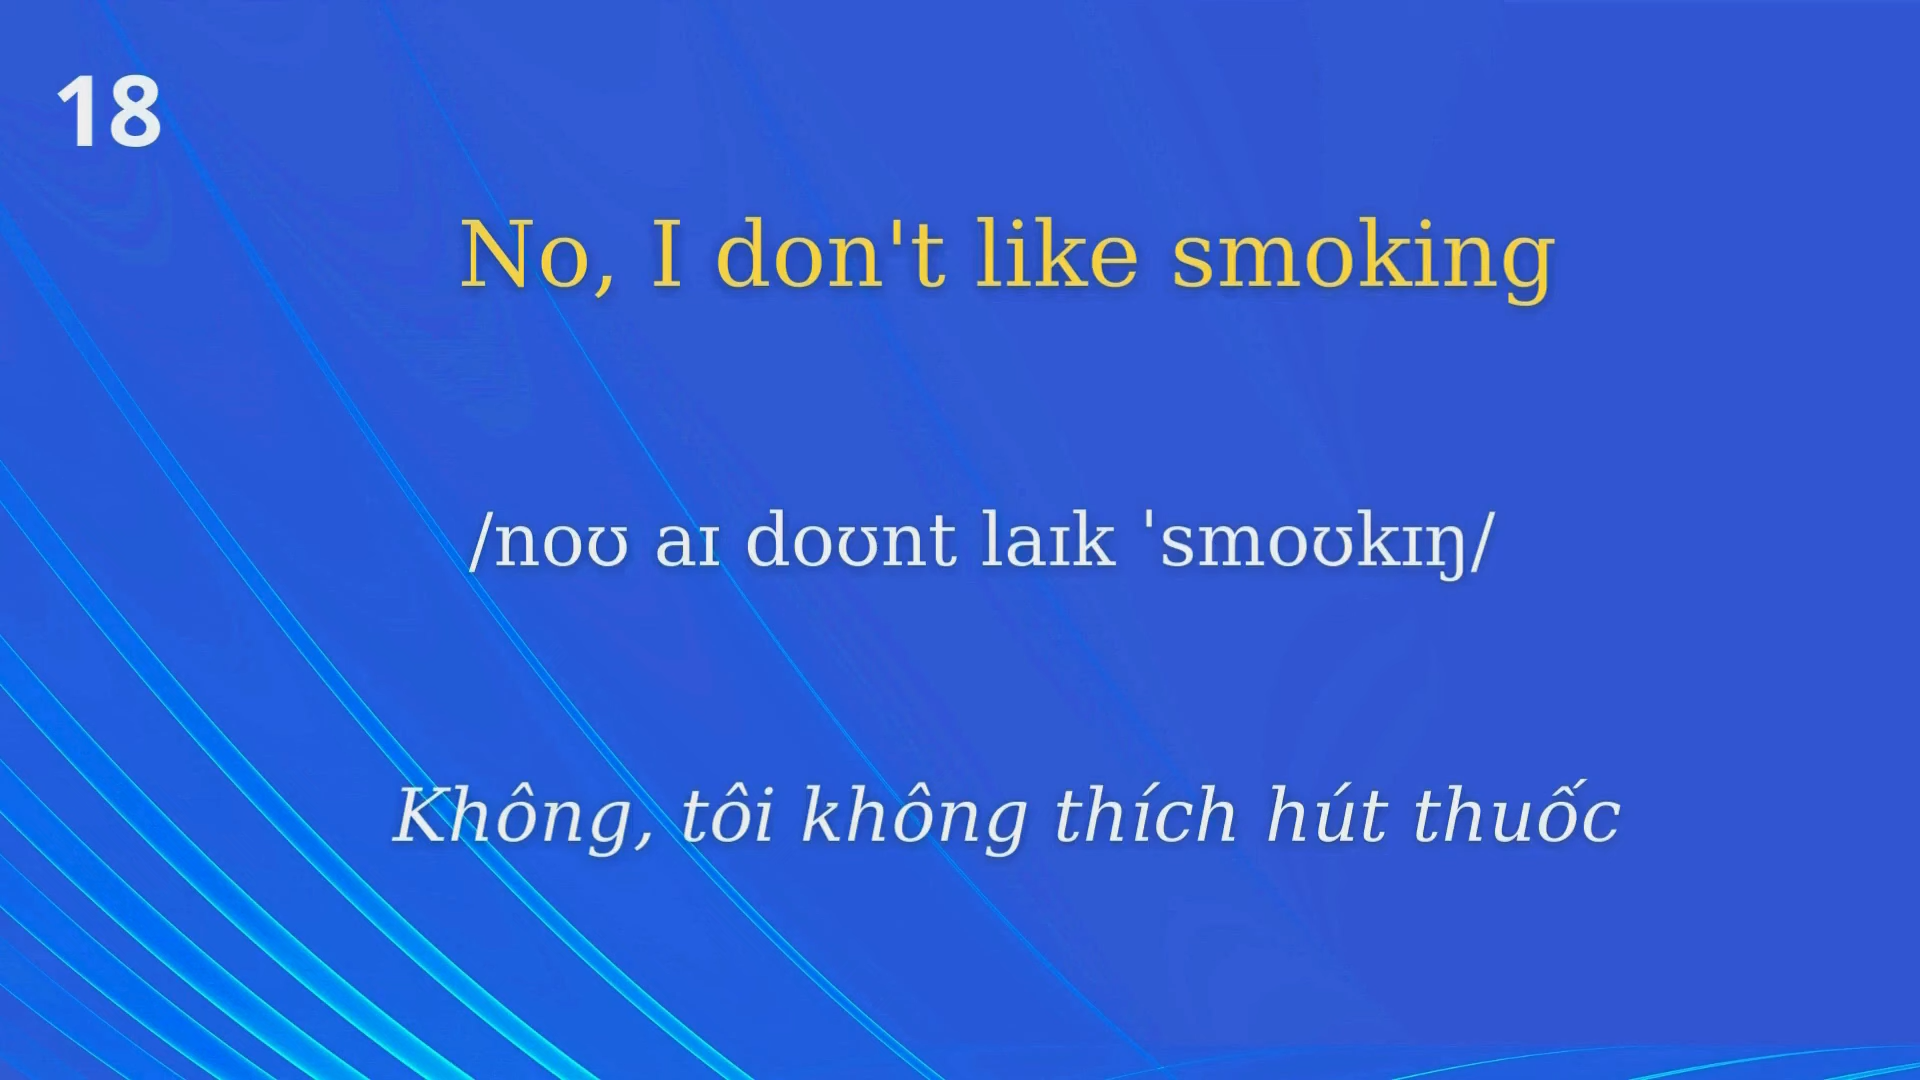 18
No, I don't like smoking
/noʊ aɪ doʊnt laɪk ˈsmoʊkɪŋ/
Không, tôi không thích hút thuốc